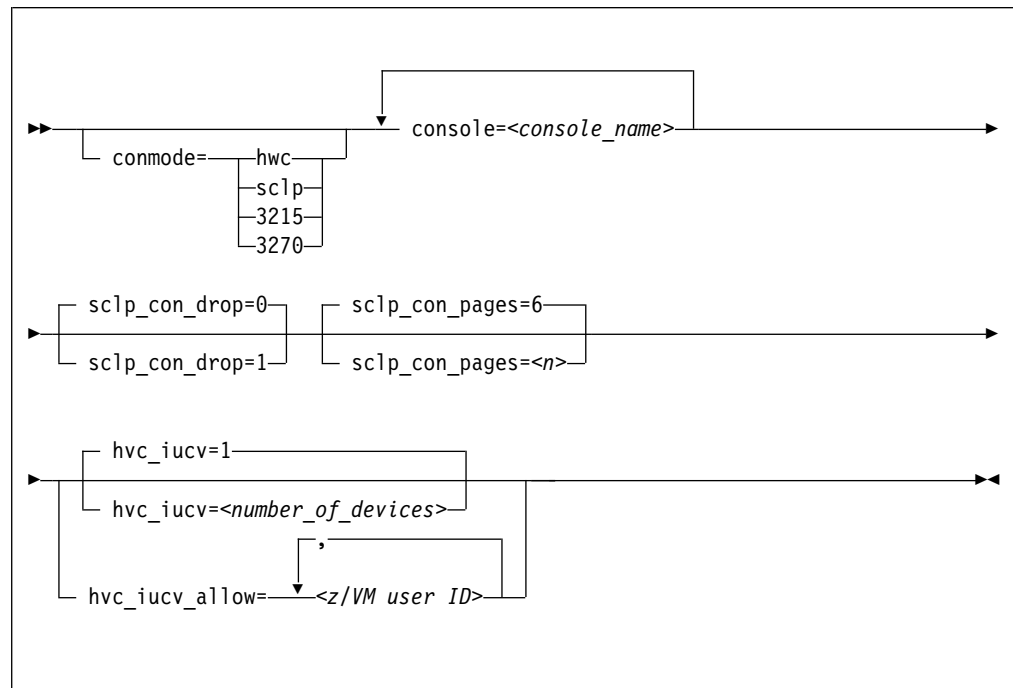 console=<console_name>
conmode= hwc
sclp
3215
3270
sclp_con_drop=0 sclp_con_pages=6
sclp_con_drop=1 sclp_con_pages=<n>
hvc_iucv=1
hvc_iucv=<number_of_devices>
,
hvc_iucv_allow= <z/VM user ID>